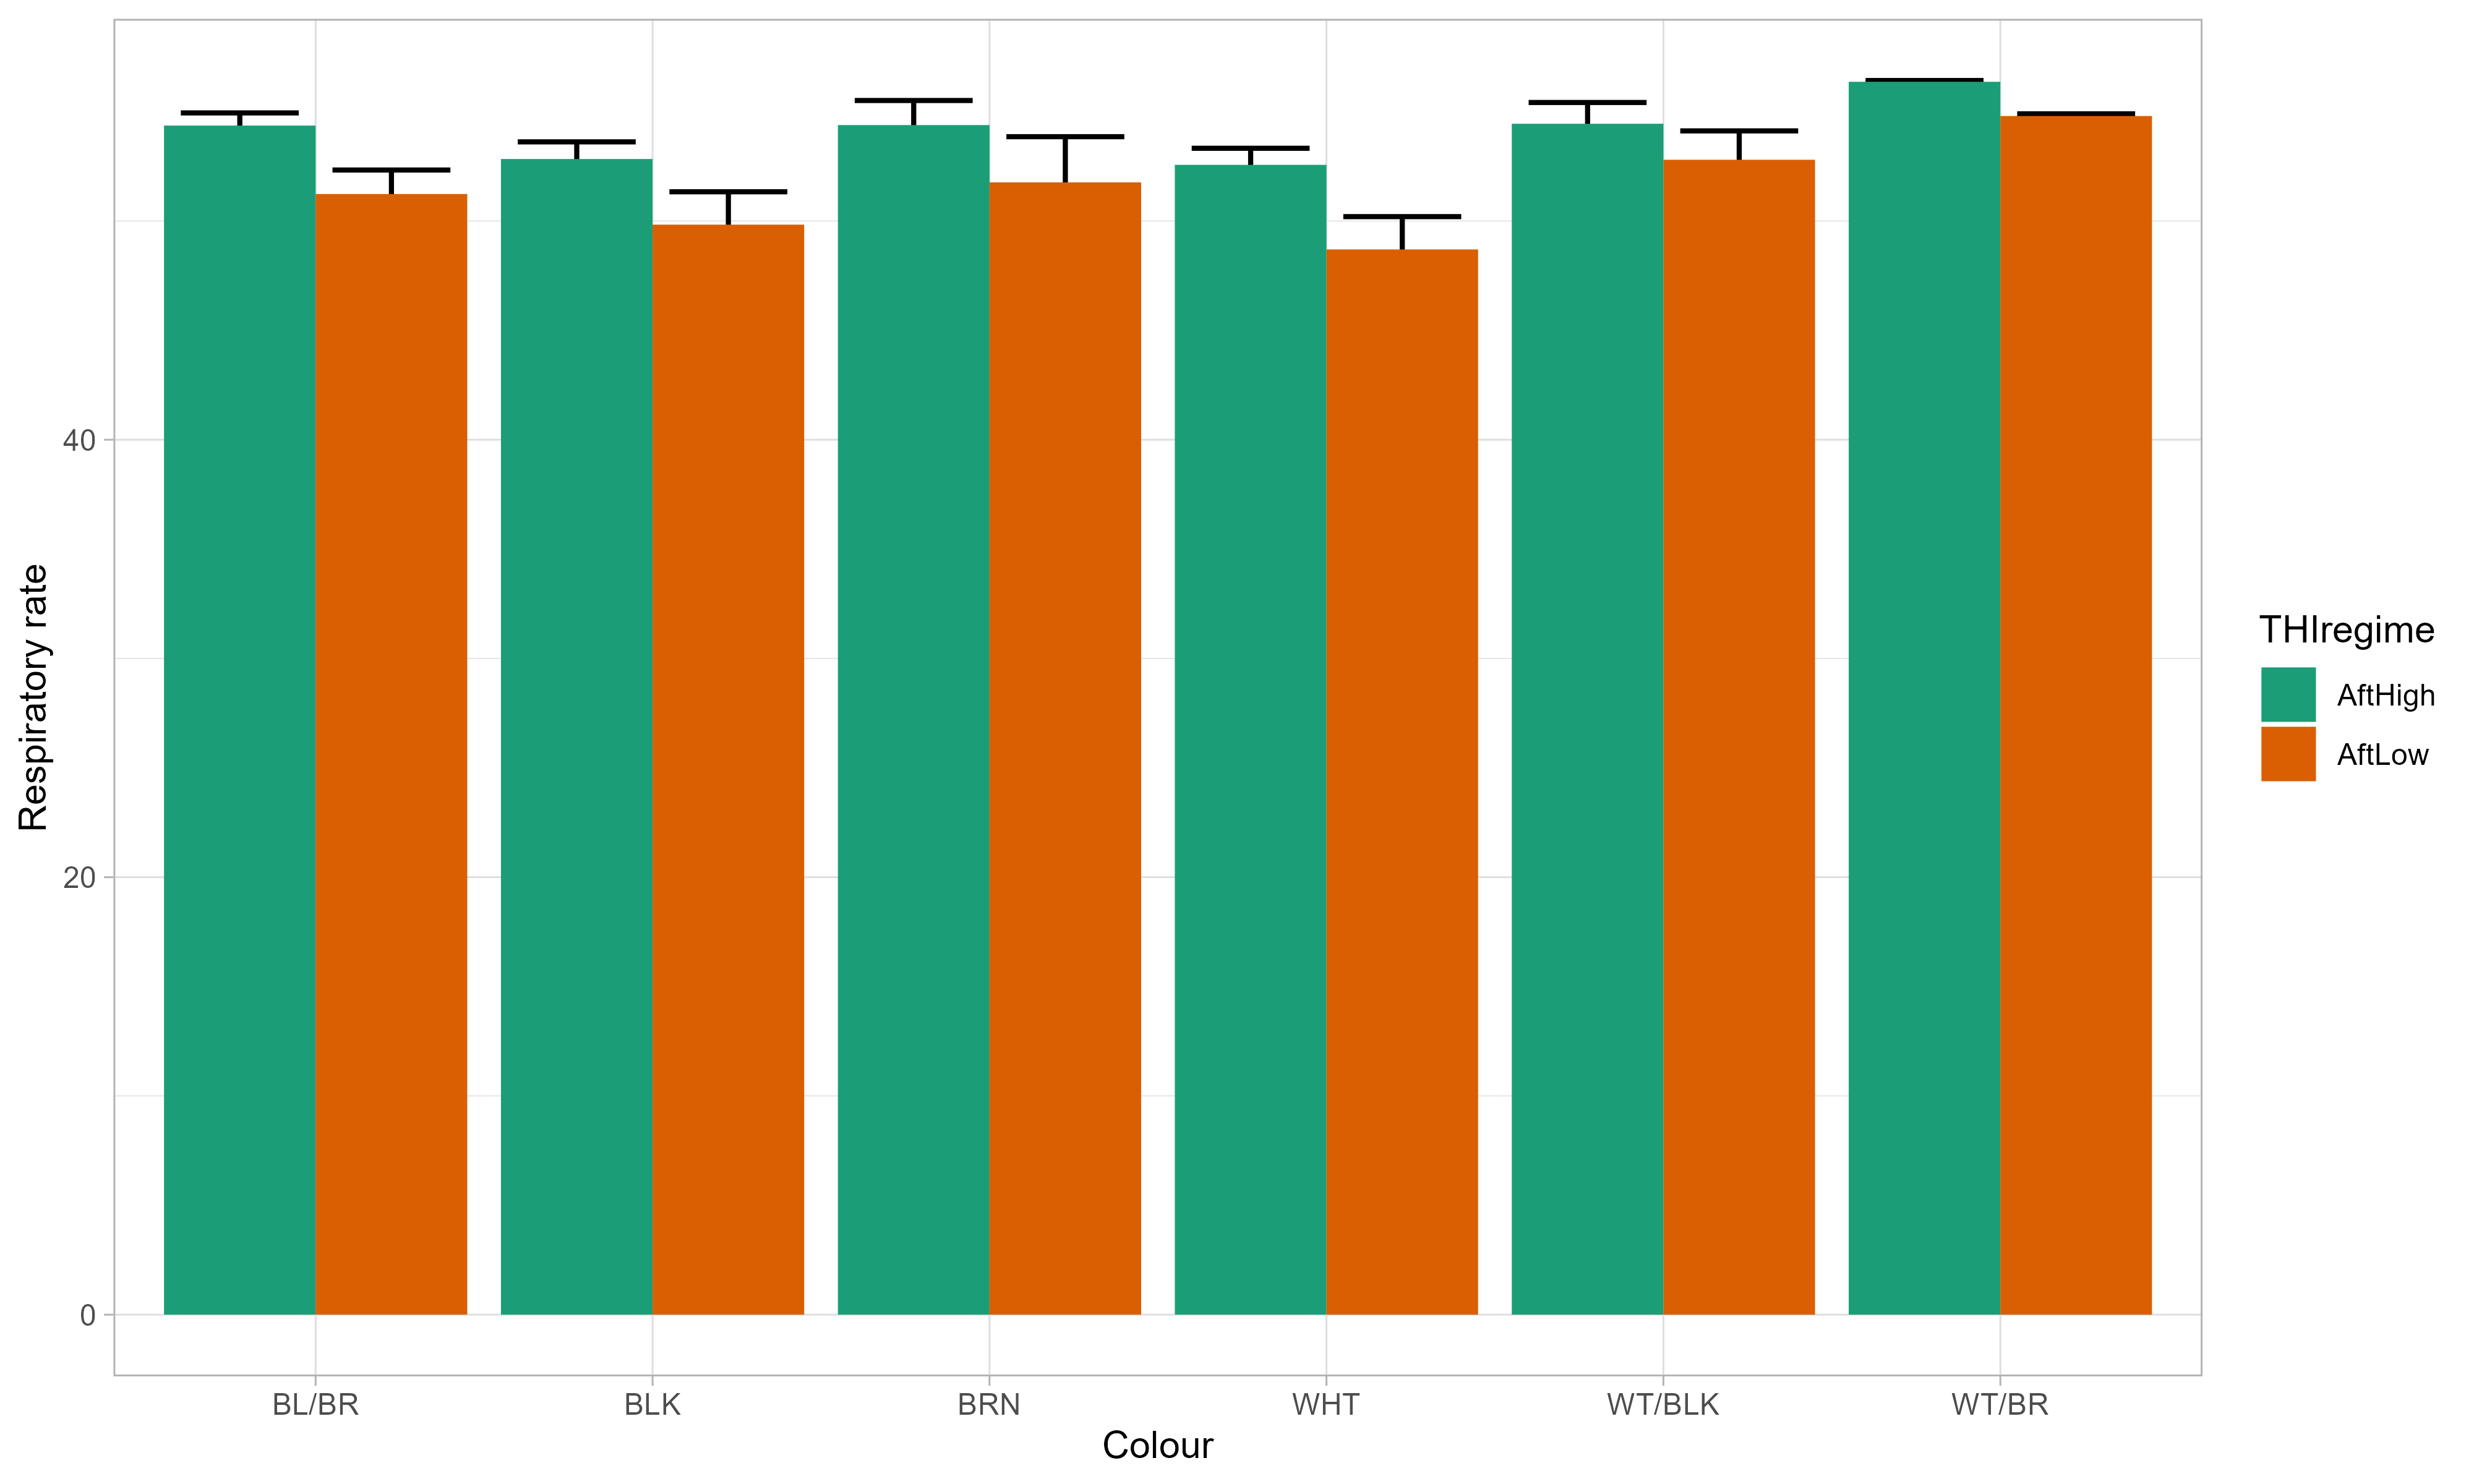 Respiratory rate
40
20
0
BL/BR
BLK
BRN
WHT
WT/BLK
WT/BR
Colour
THIregime
AftHigh
AftLow